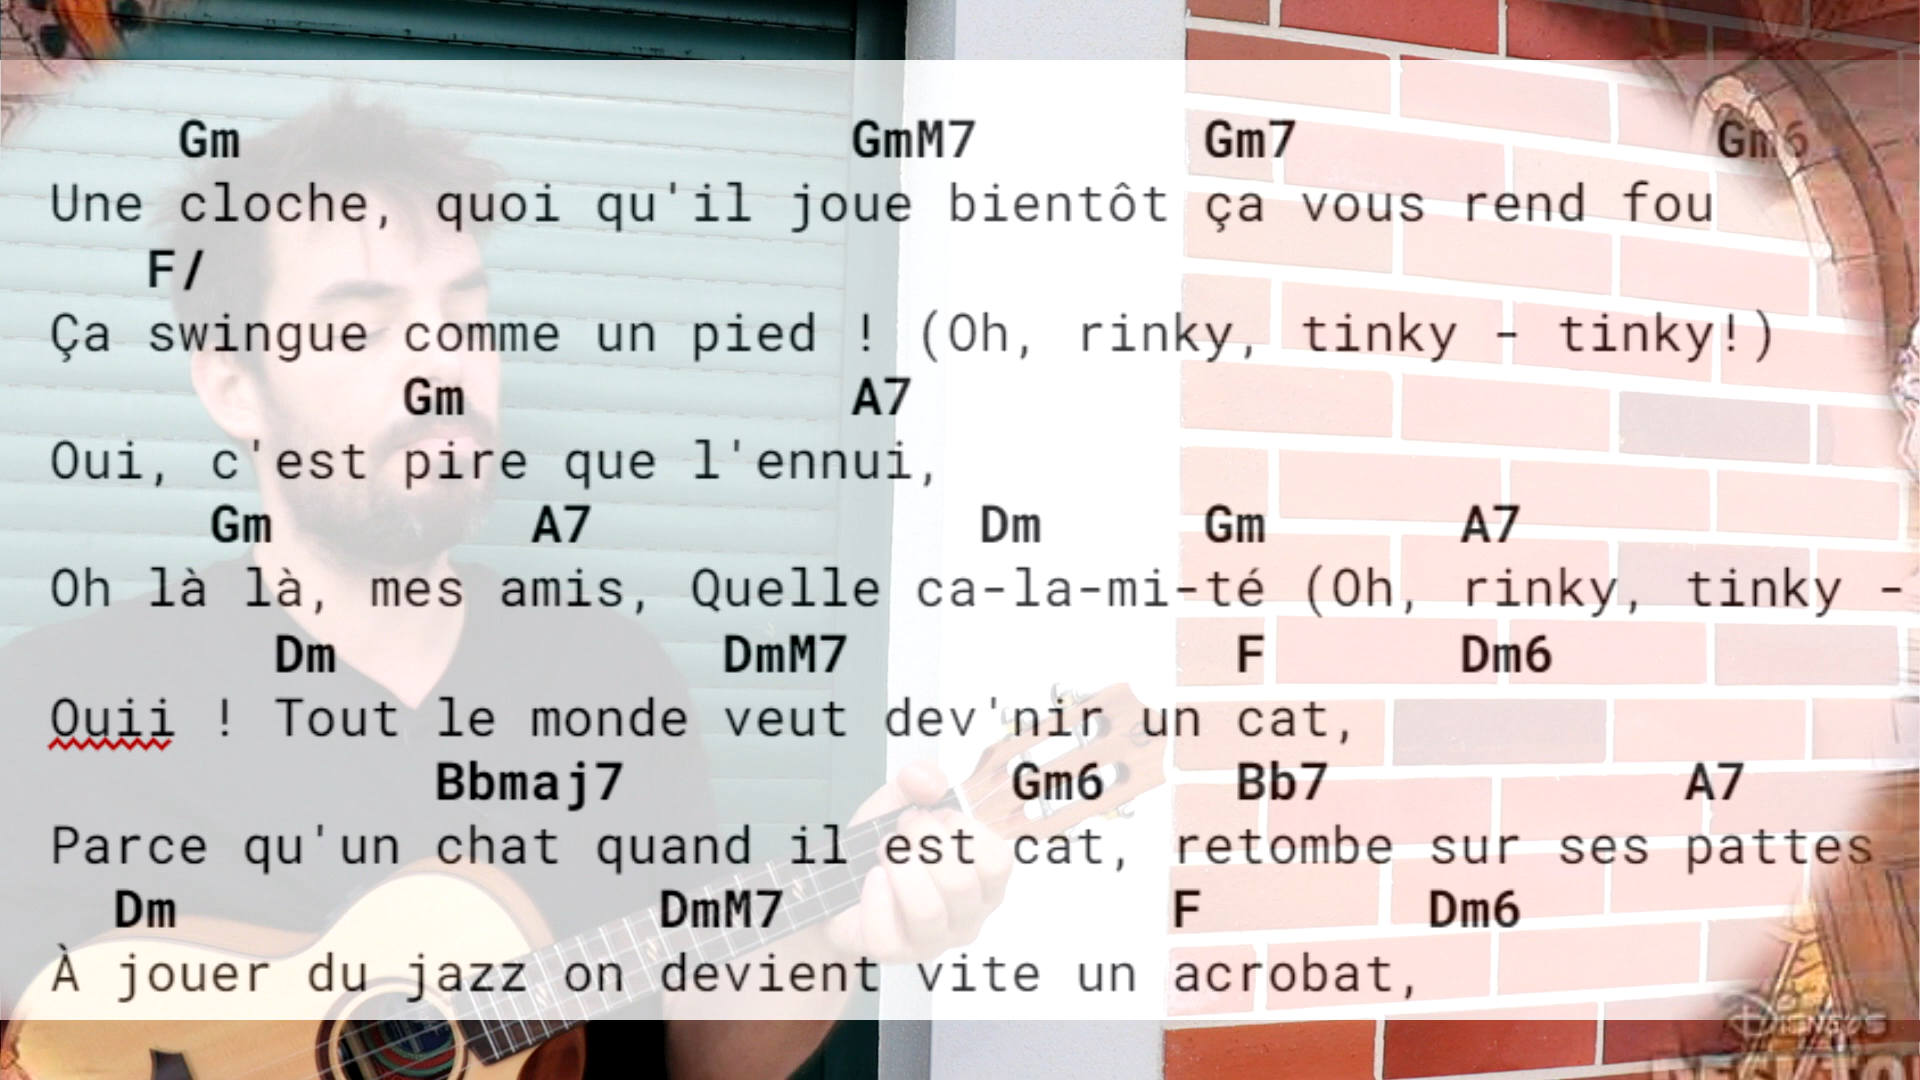 Gm GmM7 Gm7 Gm6
Une cloche, quoi qu'il joue bientôt ça vous rend fou
F/
Ça swingue comme un pied ! (Oh, rinky, tinky - tinky!)
Gm A7
Oui, c'est pire que l'ennui,
Gm A7 Dm Gm A7
Oh là là, mes amis, Quelle ca-la-mi-té (Oh, rinky, tinky -
Dm DmM7 F Dm6
Ouii ! Tout le monde veut dev'nir un cat,
Bbmaj7 Gm6 Bb7 A7
Parce qu'un chat quand il est cat, retombe sur ses pattes
Dm DmM7 F Dm6
À jouer du jazz on devient vite un acrobat,